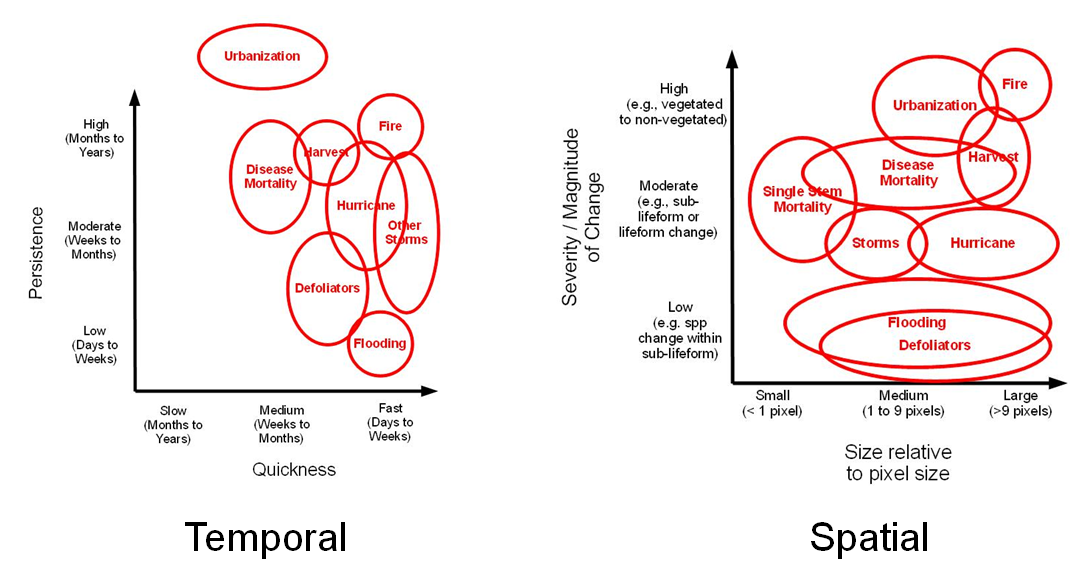 Urbanization
Fire
Harvest
Disease
Mortality
Hurricane
Other
Storms
Defoliators
Flooding
High
(Months to
Years)
Moderate
(Weeks to
Months)
Low
(Days to
Weeks)
Persistence
Slow
(Months to
Years)
Medium
(Weeks to
Months)
Fast
(Days to
Weeks)
Quickness
Temporal
Fire
Urbanization
Harvest
Disease
Mortality
Single Stem
Mortality
Storms
Hurricane
Flooding
Defoliators
High
(e.g., vegetated
to non-vegetated)
Moderate
(e.g., sub-
lifeform or
lifeform change)
Low
(e.g. spp
change within
sub-lifeform)
Severity / Magnitude
of Change
Small
(< 1 pixel)
Medium
(1 to 9 pixels)
Large
(>9 pixels)
Size relative
to pixel size
Spatial